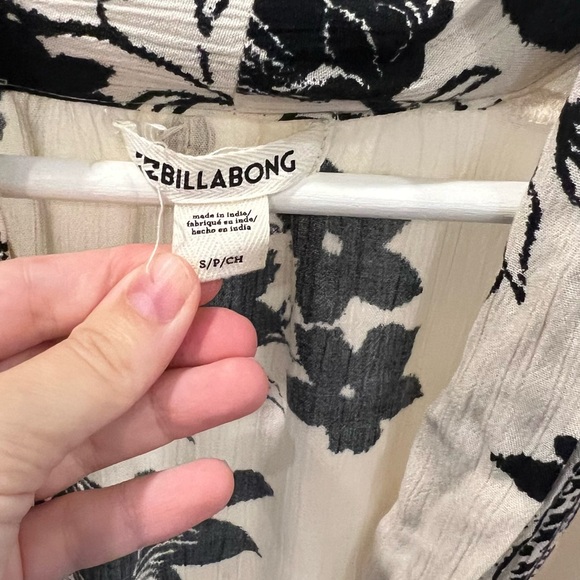 BILLABONG
made in india/
fabriqué en inde/
hecho en india
S/P/CH